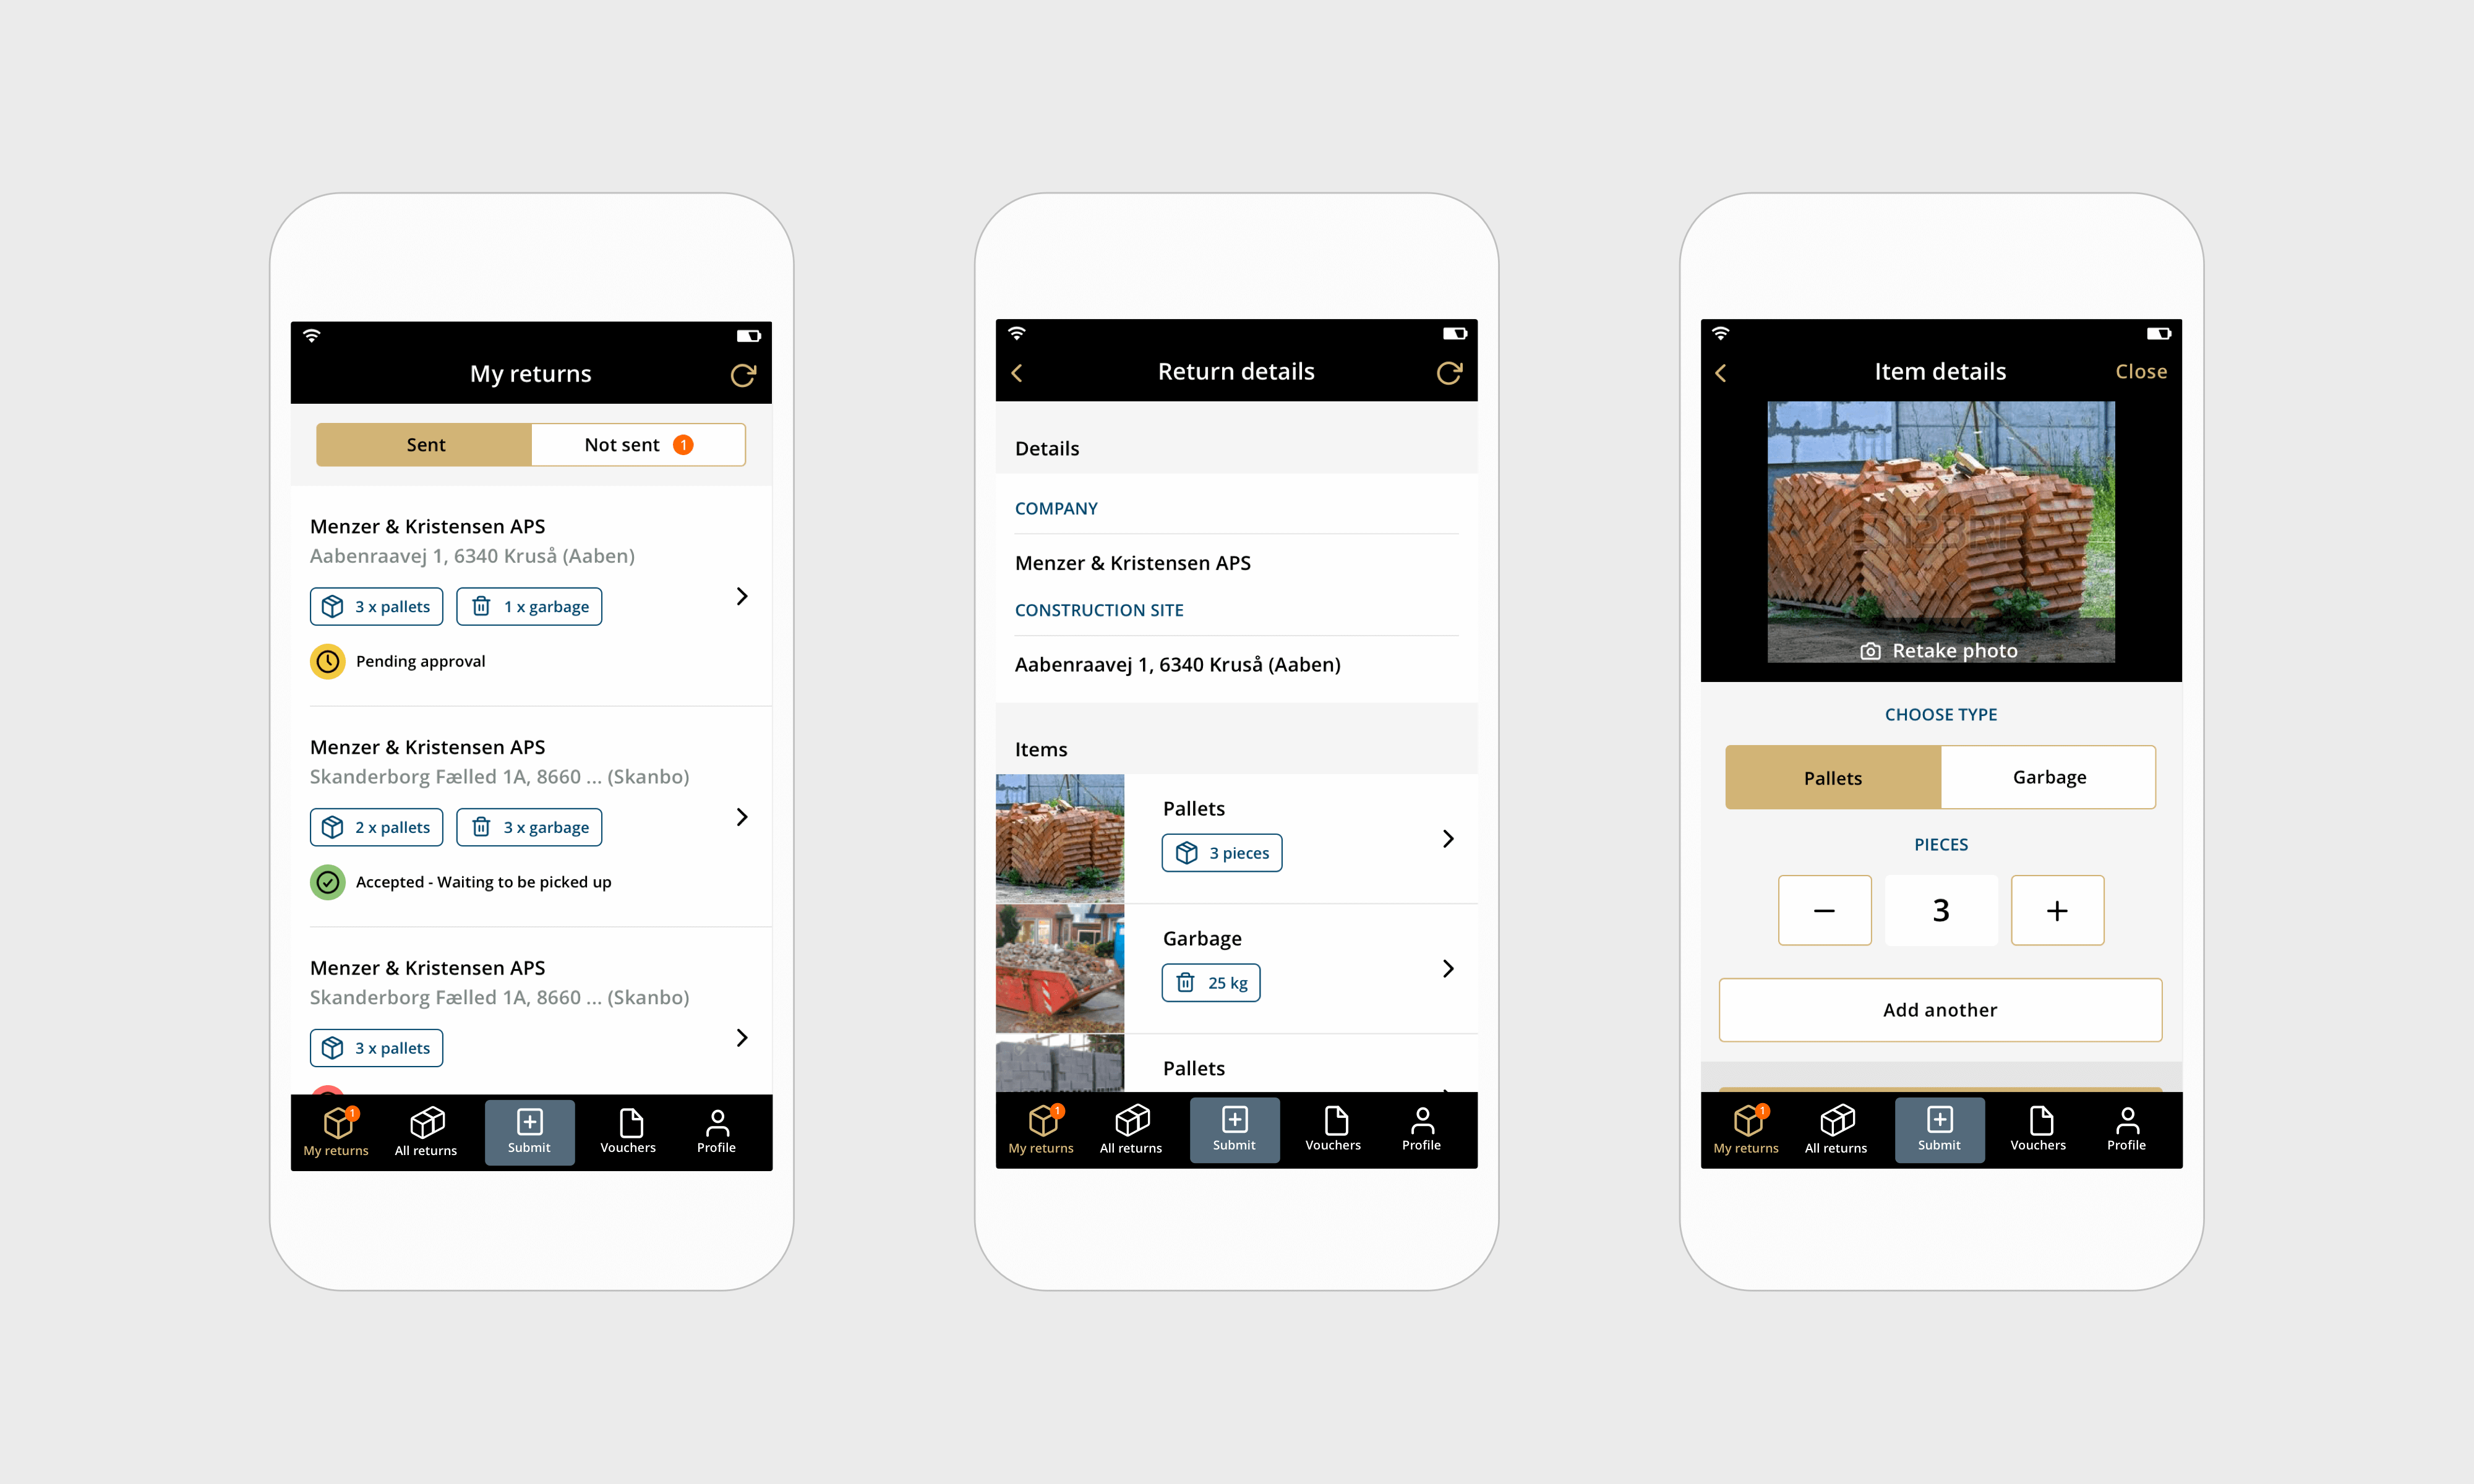 My returns
Sent
Not sent 1
Menzer & Kristensen APS
Aabenraavej 1, 6340 Kruså (Aaben)
3 x pallets
1 x garbage
Pending approval
Menzer & Kristensen APS
Skanderborg Fælled 1A, 8660 ... (Skanbo)
2 x pallets
3 x garbage
Accepted - Waiting to be picked up
Menzer & Kristensen APS
Skanderborg Fælled 1A, 8660 ... (Skanbo)
3 x pallets
1
My returns
All returns
Submit
Vouchers
Profile
Return details
Details
COMPANY
Menzer & Kristensen APS
CONSTRUCTION SITE
Aabenraavej 1, 6340 Kruså (Aaben)
Items
Pallets
3 pieces
Garbage
25 kg
Pallets
1
My returns
All returns
Submit
Vouchers
Profile
Item details
Close
123RF
Retake photo
CHOOSE TYPE
Pallets
Garbage
PIECES
3
Add another
1
My returns
All returns
Submit
Vouchers
Profile